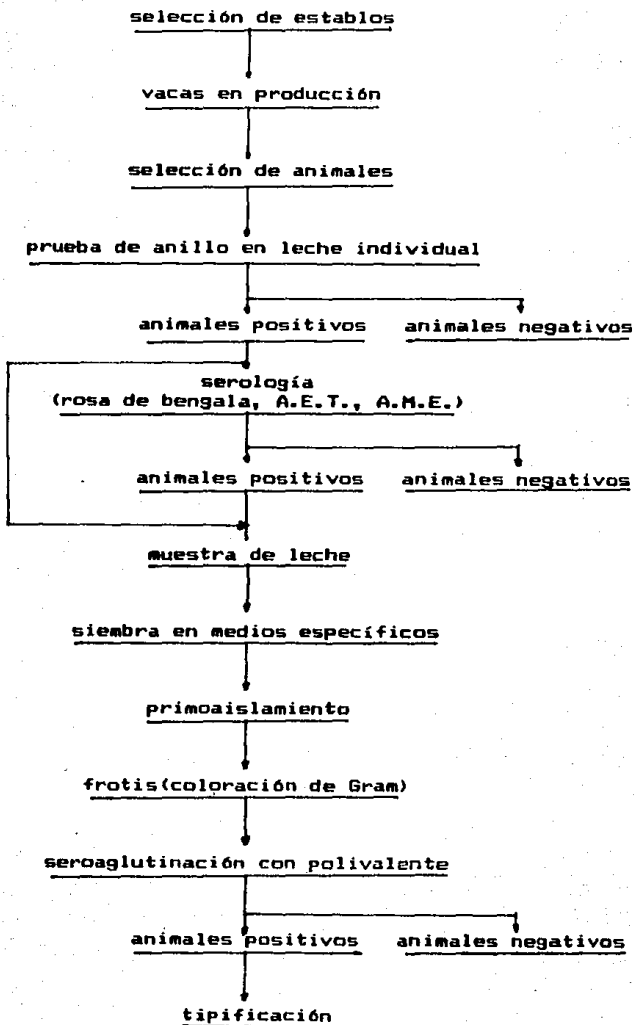 selección de establos
vacas en producción
selección de animales
prueba de anillo en leche individual
animales positivos animales negativos
serología
(rosa de bengala, A.E.T., A.M.E.)
animales positivos animales negativos
muestra de leche
siembra en medios específicos
primoaislamiento
frotis(coloración de Gram)
seroaglutinación con polivalente
animales positivos animales negativos
tipificación